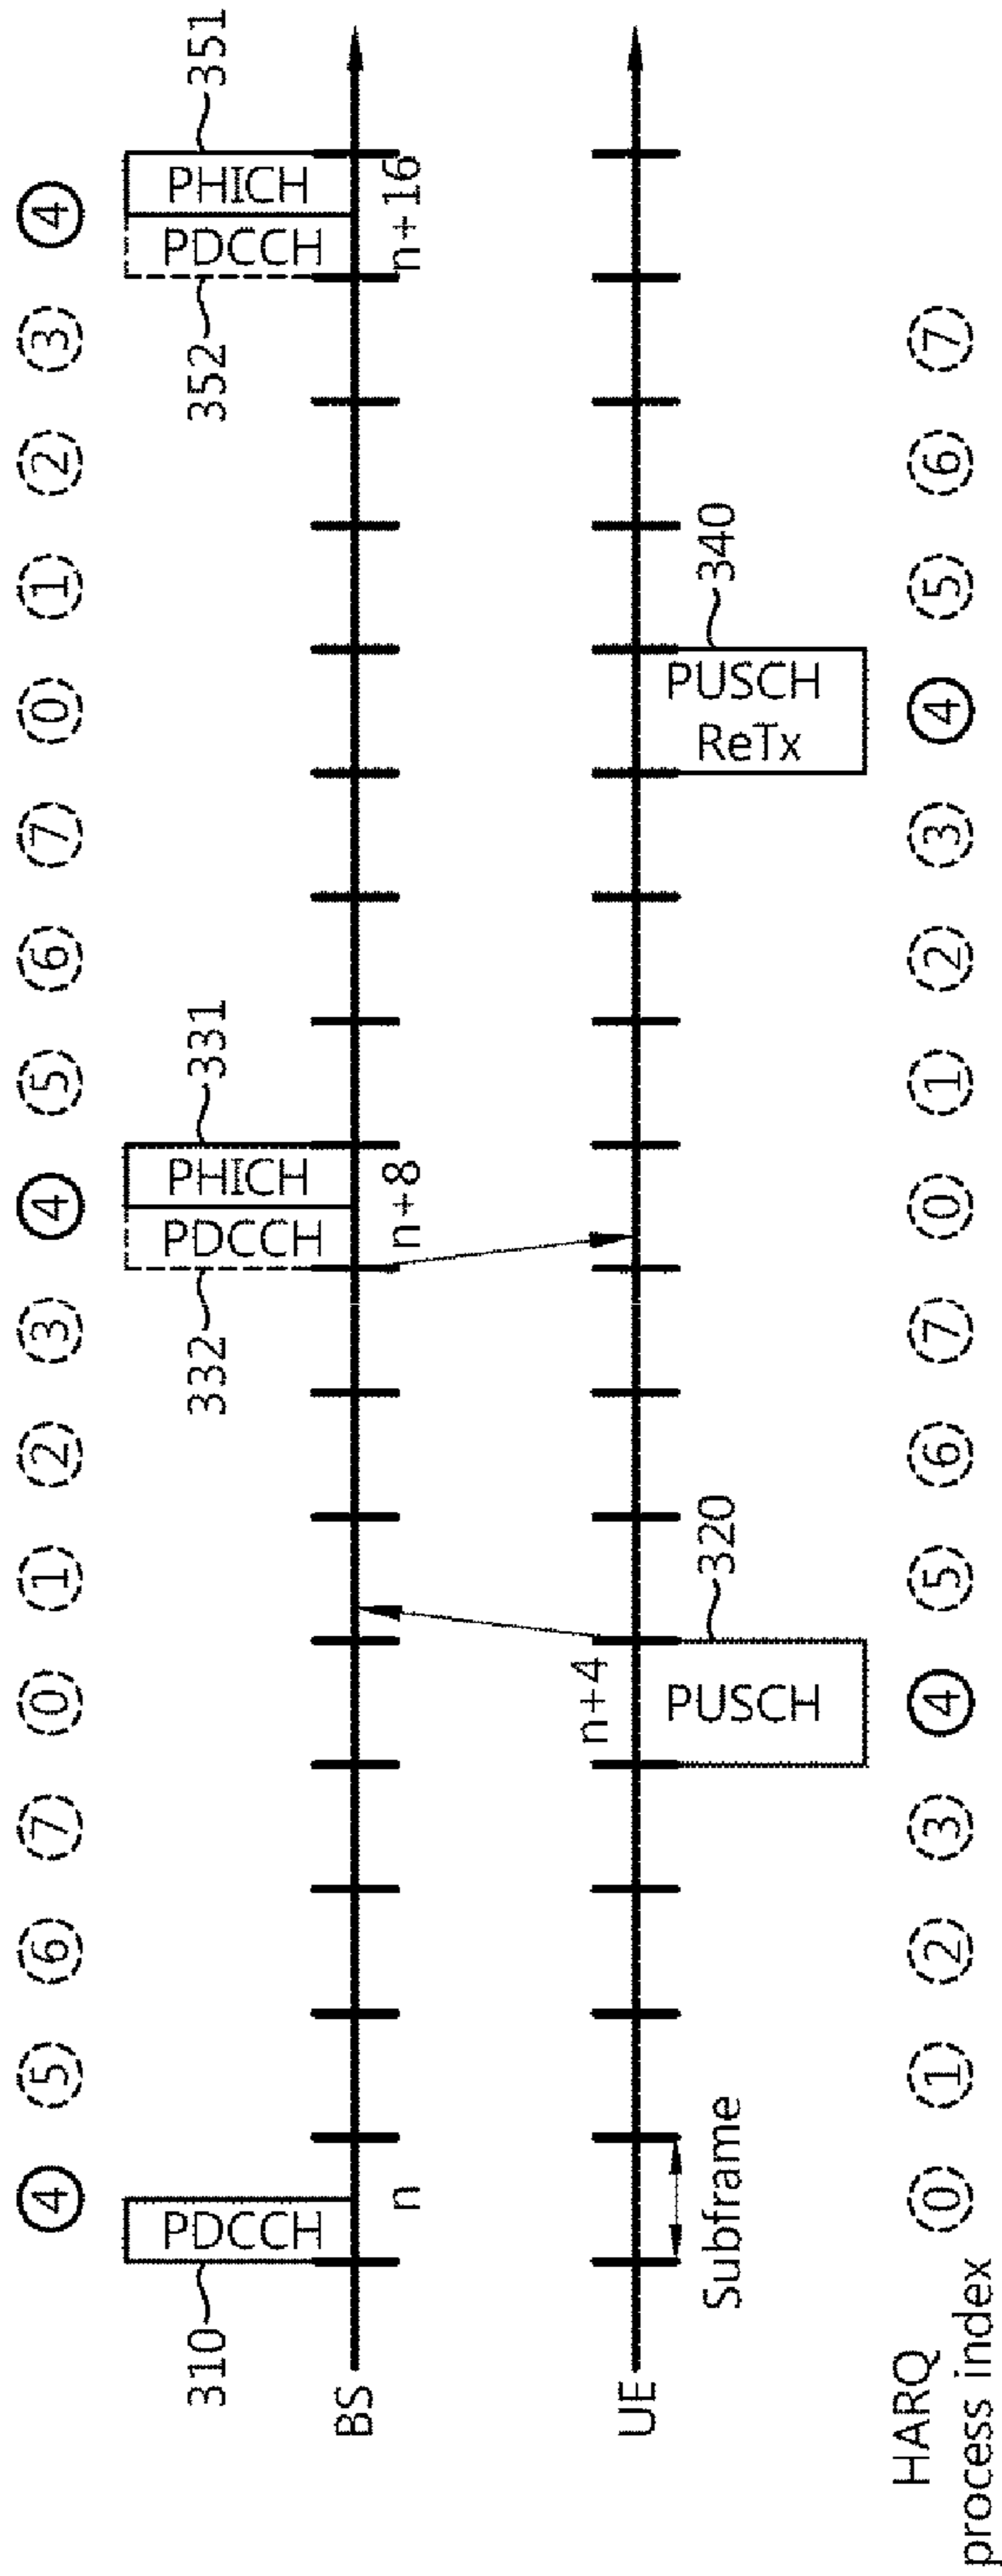 4 5 6 7 0 1 2 3 4 5 6 7 0 1 2 3 4
310 332 331 352 351
PDCCH PDCCH PHICH PDCCH PHICH
BS
n n+8 n+16
n+4
UE
Subframe 320 340
PUSCH PUSCH
ReTx
HARQ
process index
0 1 2 3 4 5 6 7 0 1 2 3 4 5 6 7